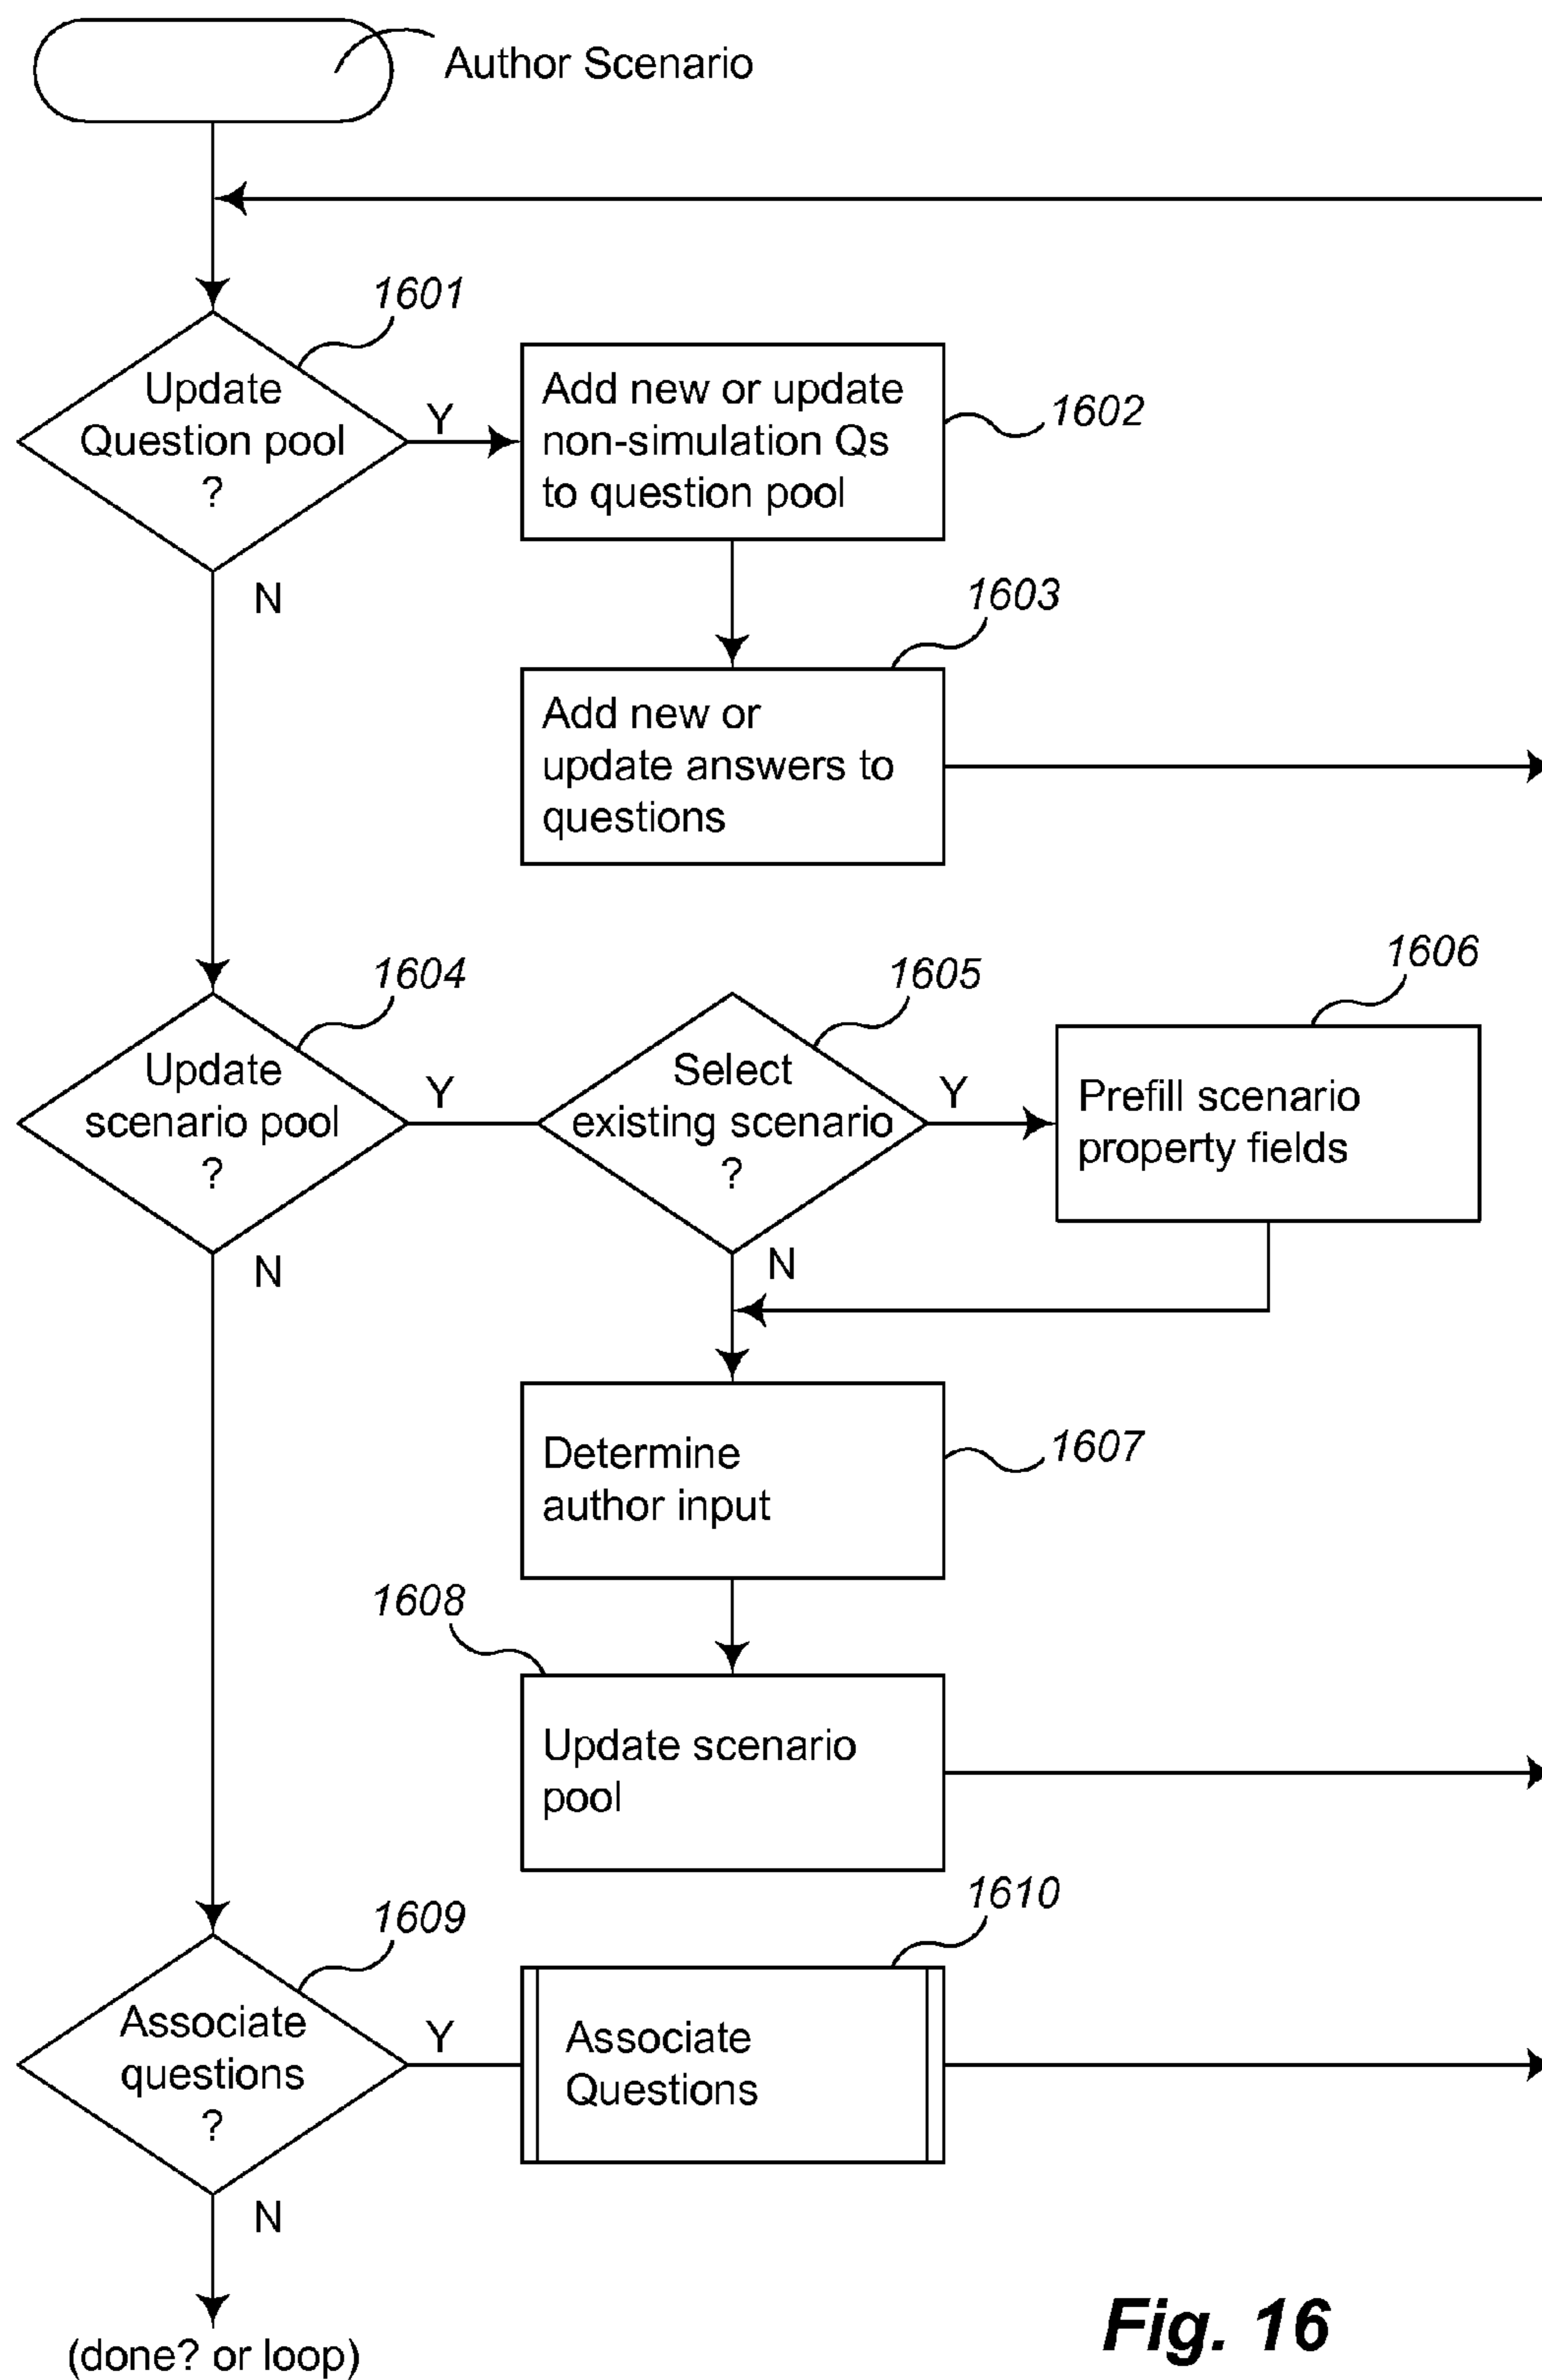 Author Scenario
1601
Update
Question pool
?
Y
N
Add new or update
non-simulation Qs
to question pool
1602
1603
Add new or
update answers to
questions
1604
Update
scenario pool
?
Y
N
1605
Select
existing scenario
?
Y
N
1606
Prefill scenario
property fields
Determine
author input
1607
1608
Update scenario
pool
1609
Associate
questions
?
Y
N
1610
Associate
Questions
(done? or loop)
Fig. 16